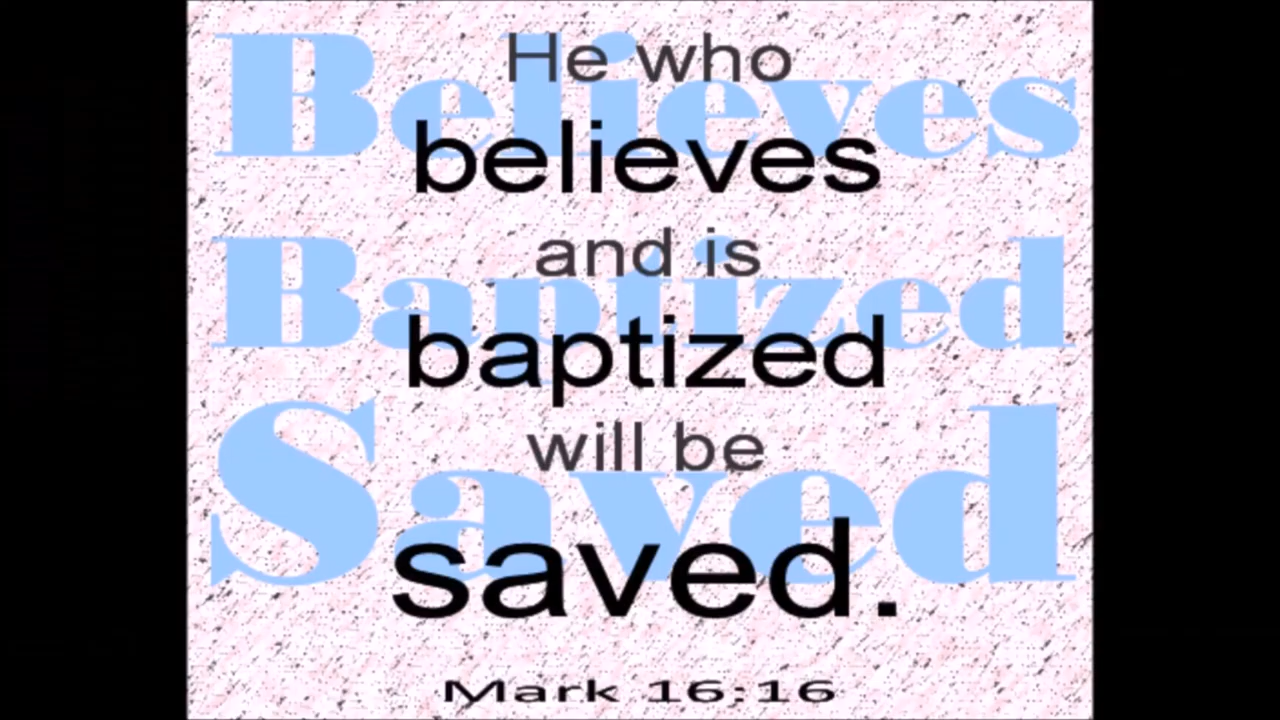 Believes
He who
believes
Baptized
and is
baptized
Saved
will be
saved.
Mark 16:16